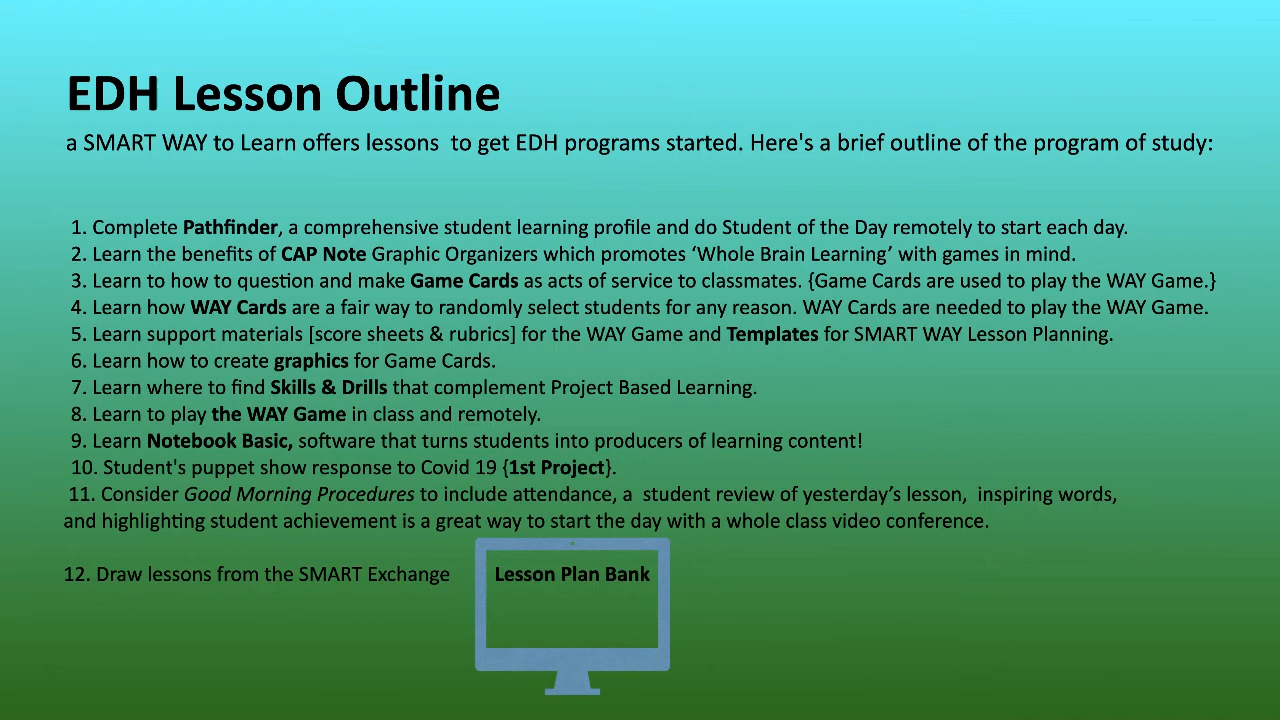 EDH Lesson Outline
a SMART WAY to Learn offers lessons  to get EDH programs started. Here's a brief outline of the program of study:
1. Complete Pathfinder, a comprehensive student learning profile and do Student of the Day remotely to start each day.
2. Learn the benefits of CAP Note Graphic Organizers which promotes ‘Whole Brain Learning’ with games in mind.
3. Learn to how to question and make Game Cards as acts of service to classmates. {Game Cards are used to play the WAY Game.}
4. Learn how WAY Cards are a fair way to randomly select students for any reason. WAY Cards are needed to play the WAY Game.
5. Learn support materials [score sheets & rubrics] for the WAY Game and Templates for SMART WAY Lesson Planning.
6. Learn how to create graphics for Game Cards.
7. Learn where to find Skills & Drills that complement Project Based Learning.
8. Learn to play the WAY Game in class and remotely.
9. Learn Notebook Basic, software that turns students into producers of learning content!
10. Student's puppet show response to Covid 19 {1st Project}.
11. Consider Good Morning Procedures to include attendance, a  student review of yesterday’s lesson,  inspiring words,
and highlighting student achievement is a great way to start the day with a whole class video conference.
12. Draw lessons from the SMART Exchange Lesson Plan Bank